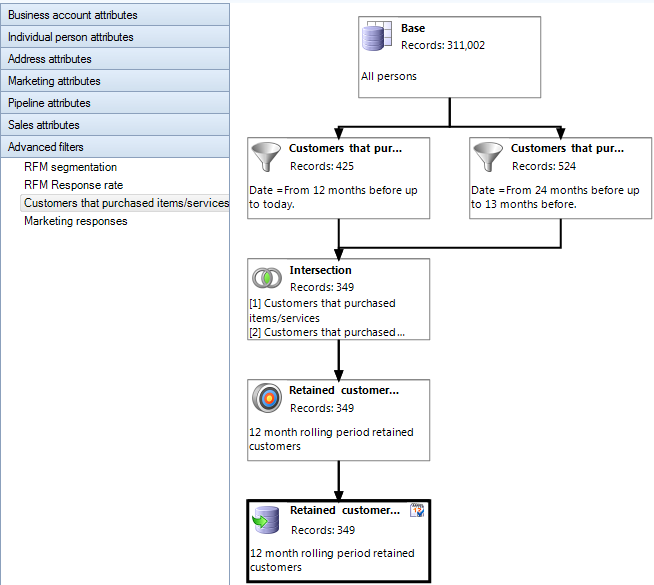 Business account attributes
Individual person attributes
Address attributes
Marketing attributes
Pipeline attributes
Sales attributes
Advanced filters
RFM segmentation
RFM Response rate
Customers that purchased items/services
Marketing responses
Base
Records: 311,002
All persons
Customers that pur...
Records: 425
Date =From 12 months before up
to today.
Customers that pur...
Records: 524
Date =From 24 months before up
to 13 months before.
Intersection
Records: 349
[1] Customers that purchased
items/services
[2] Customers that purchased...
Retained customer...
Records: 349
12 month rolling period retained
customers
Retained customer...
Records: 349
12 month rolling period retained
customers